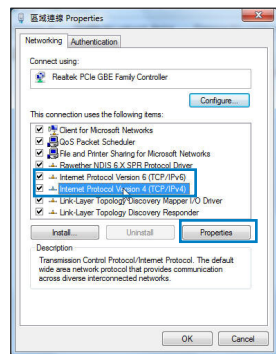 區域連線 Properties
Networking Authentication
Connect using:
Realtek PCIe GBE Family Controller
Configure...
This connection uses the following items:
Client for Microsoft Networks
QoS Packet Scheduler
File and Printer Sharing for Microsoft Networks
Rawether NDIS 6.X SPR Protocol Driver
Internet Protocol Version 6 (TCP/IPv6)
Internet Protocol Version 4 (TCP/IPv4)
Link-Layer Topology Discovery Mapper I/O Driver
Link-Layer Topology Discovery Responder
Install... Uninstall Properties
Description
Transmission Control Protocol/Internet Protocol. The default
wide area network protocol that provides communication
across diverse interconnected networks.
OK Cancel